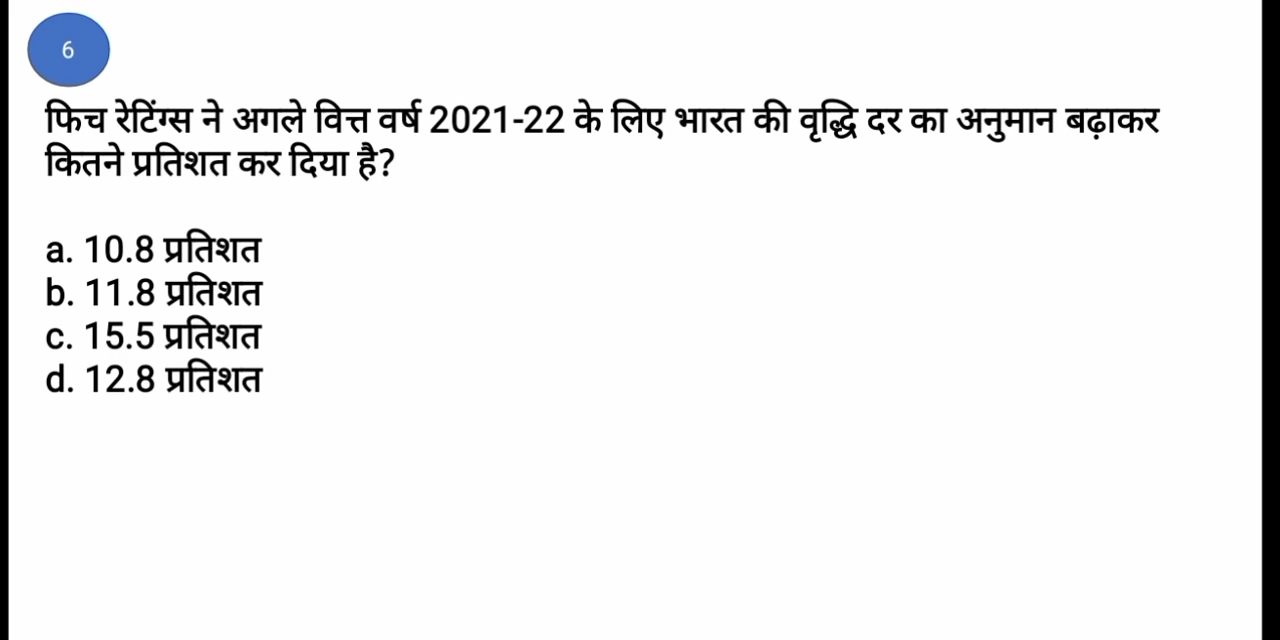 6
फिच रेटिंग्स ने अगले वित्त वर्ष 2021-22 के लिए भारत की वृद्धि दर का अनुमान बढ़ाकर
कितने प्रतिशत कर दिया है?
a. 10.8 प्रतिशत
b. 11.8 प्रतिशत
c. 15.5 प्रतिशत
d. 12.8 प्रतिशत